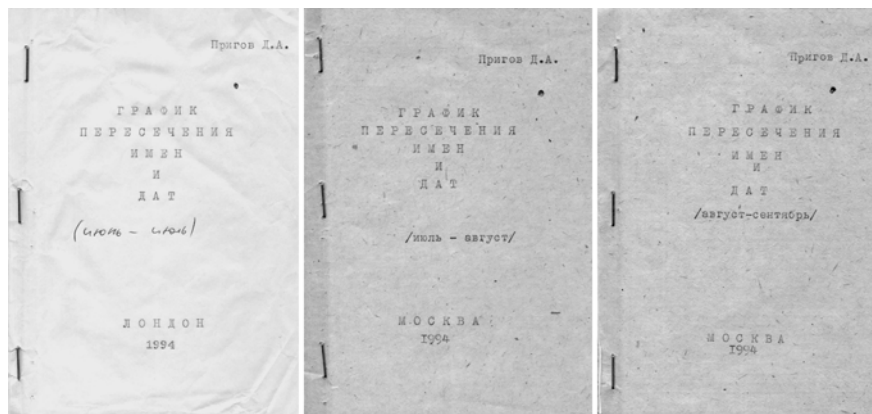 Пригов Д.А.
ГРАФИК
ПЕРЕСЕЧЕНИЯ
ИМЕН
И
ДАТ
(июнь - июль)
ЛОНДОН
1994
Пригов Д.А.
ГРАФИК
ПЕРЕСЕЧЕНИЯ
ИМЕН
И
ДАТ
/июль - август/
МОСКВА
1994
Пригов Д.А.
ГРАФИК
ПЕРЕСЕЧЕНИЯ
ИМЕН
И
ДАТ
/август-сентябрь/
МОСКВА
1994